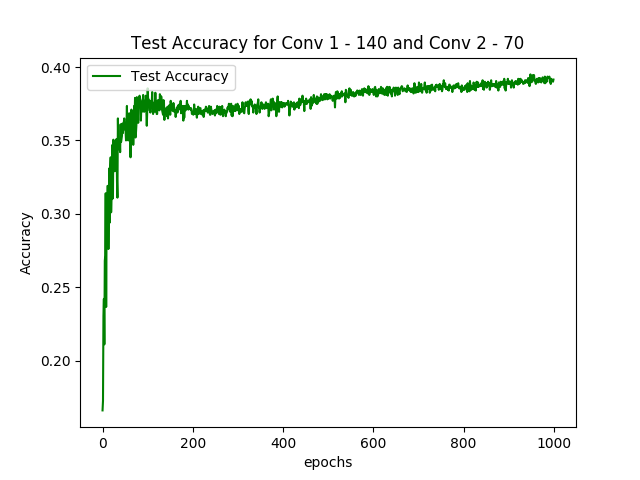 Test Accuracy for Conv 1 - 140 and Conv 2 - 70
Test Accuracy
0.40
0.35
0.30
0.25
0.20
Accuracy
0 200 400 600 800 1000
epochs